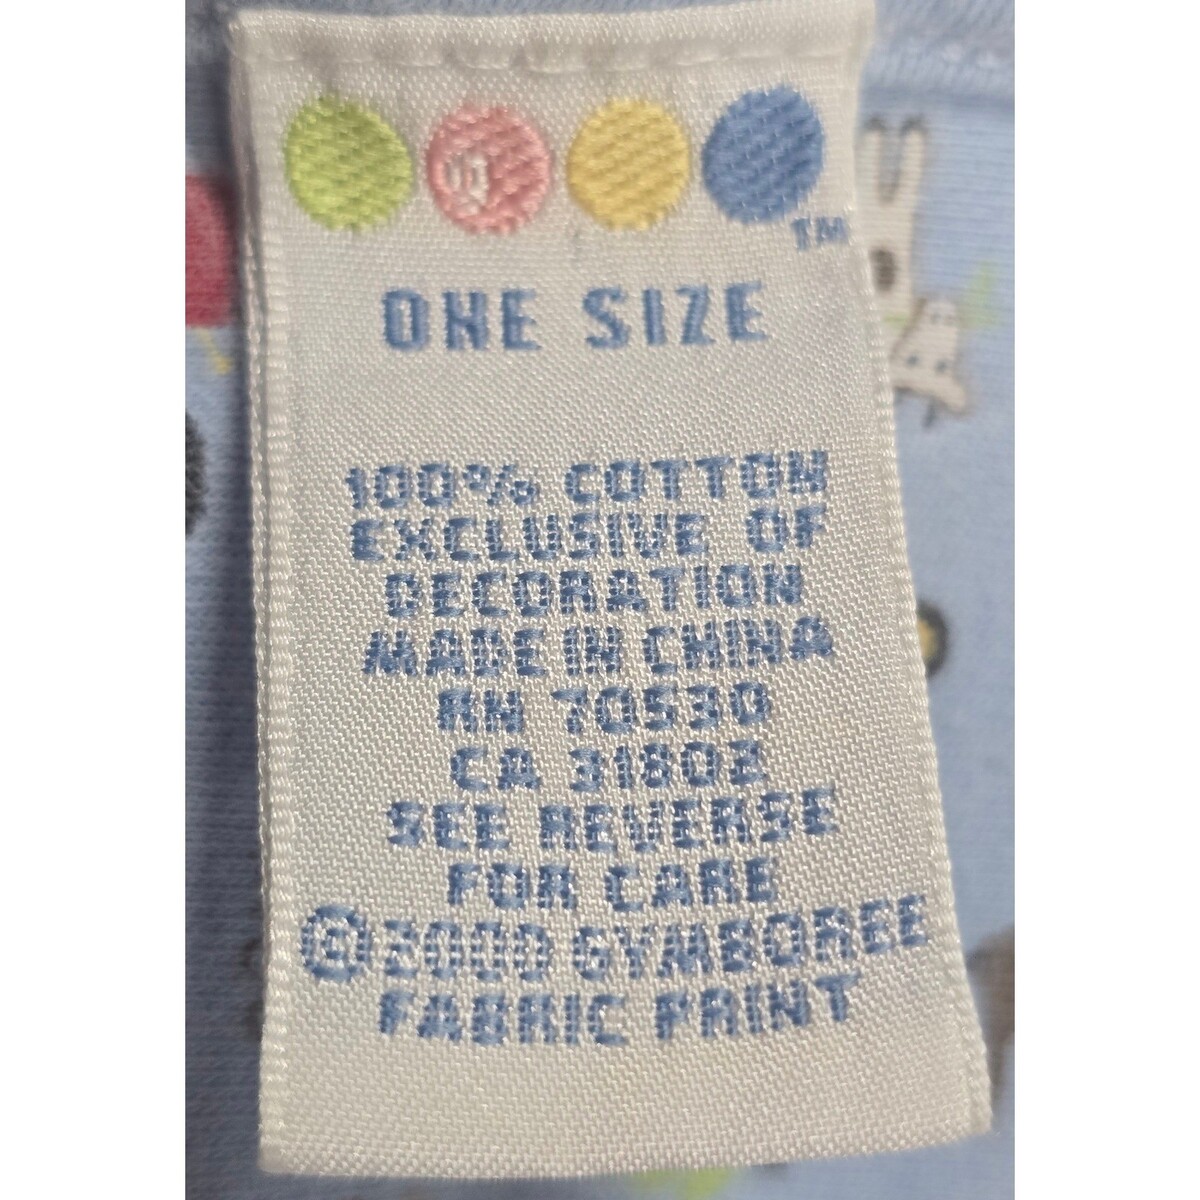 TM
ONE SIZE
100% COTTON
EXCLUSIVE OF
DECORATION
MADE IN CHINA
RN 70530
CA 31802
SEE REVERSE
FOR CARE
©2000 GYMBOREE
FABRIC PRINT